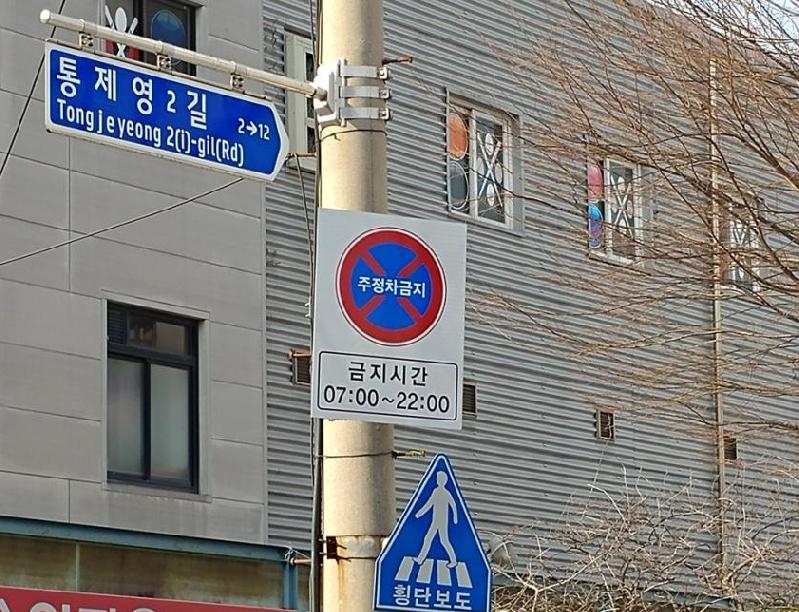 통제영2길
Tongjeyeong 2(i)-gil(Rd)
2→12
주정차금지
금지시간
07:00~22:00
횡단보도